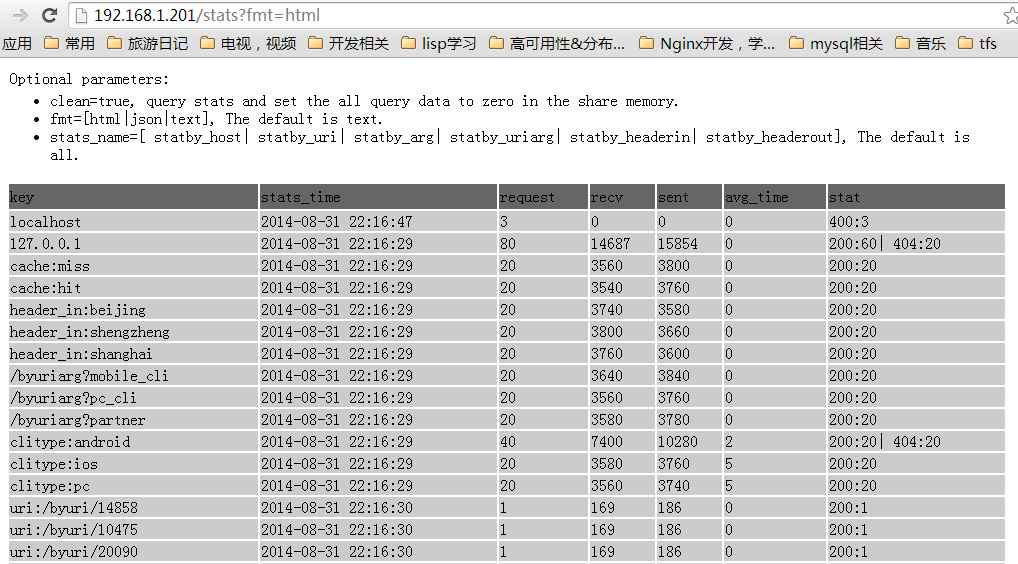 192.168.1.201/stats?fmt=html
应用 常用 旅游日记 电视，视频 开发相关 lisp学习 高可用性&分布... Nginx开发，学... mysql相关 音乐 tfs
Optional parameters:
• clean=true, query stats and set the all query data to zero in the share memory.
• fmt=[html|json|text], The default is text.
• stats_name=[ statby_host| statby_uri| statby_arg| statby_uriarg| statby_headerin| statby_headerout], The default is
all.
key stats_time request recv sent avg_time stat
localhost 2014-08-31 22:16:47 3 0 0 0 400:3
127.0.0.1 2014-08-31 22:16:29 80 14687 15854 0 200:60| 404:20
cache:miss 2014-08-31 22:16:29 20 3560 3800 0 200:20
cache:hit 2014-08-31 22:16:29 20 3540 3760 0 200:20
header_in:beijing 2014-08-31 22:16:29 20 3740 3580 0 200:20
header_in:shengzheng 2014-08-31 22:16:29 20 3800 3660 0 200:20
header_in:shanghai 2014-08-31 22:16:29 20 3760 3600 0 200:20
/byuriarg?mobile_cli 2014-08-31 22:16:29 20 3640 3840 0 200:20
/byuriarg?pc_cli 2014-08-31 22:16:29 20 3560 3760 0 200:20
/byuriarg?partner 2014-08-31 22:16:29 20 3580 3780 0 200:20
clitype:android 2014-08-31 22:16:29 40 7400 10280 2 200:20| 404:20
clitype:ios 2014-08-31 22:16:29 20 3580 3760 5 200:20
clitype:pc 2014-08-31 22:16:29 20 3560 3740 5 200:20
uri:/byuri/14858 2014-08-31 22:16:30 1 169 186 0 200:1
uri:/byuri/10475 2014-08-31 22:16:30 1 169 186 0 200:1
uri:/byuri/20090 2014-08-31 22:16:30 1 169 186 0 200:1